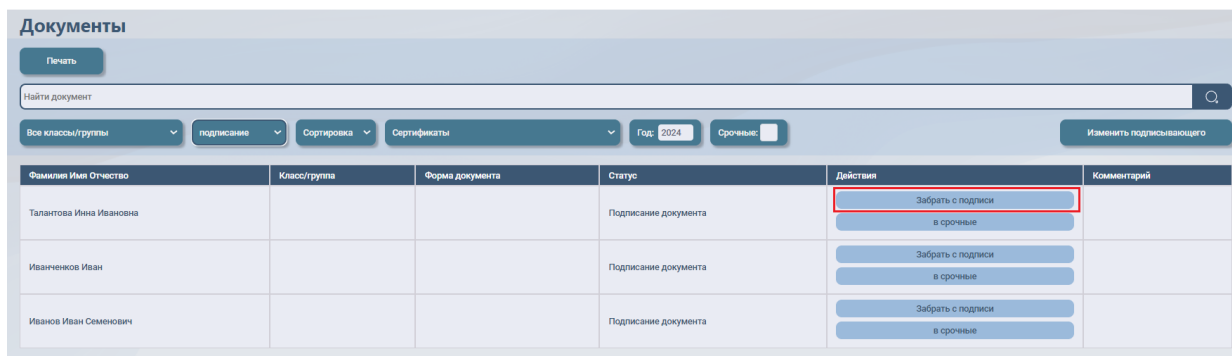 Документы
Печать
Найти документ
Все классы/группы подписание Сортировка Сертификаты Год: 2024 Срочные: Изменить подписывающего
Фамилия Имя Отчество Класс/группа Форма документа Статус Действия Комментарий
Забрать с подписи
Талантова Инна Ивановна Подписание документа
в срочные
Забрать с подписи
Иванченков Иван Подписание документа
в срочные
Забрать с подписи
Иванов Иван Семенович Подписание документа
в срочные